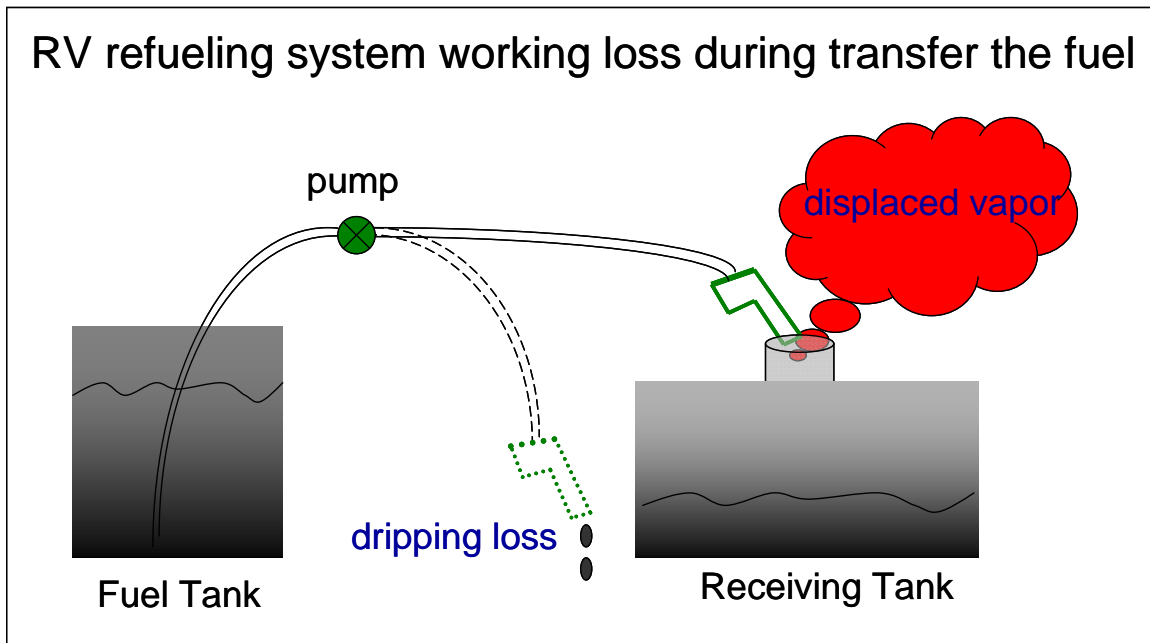 RV refueling system working loss during transfer the fuel
pump
displaced vapor
dripping loss
Fuel Tank
Receiving Tank